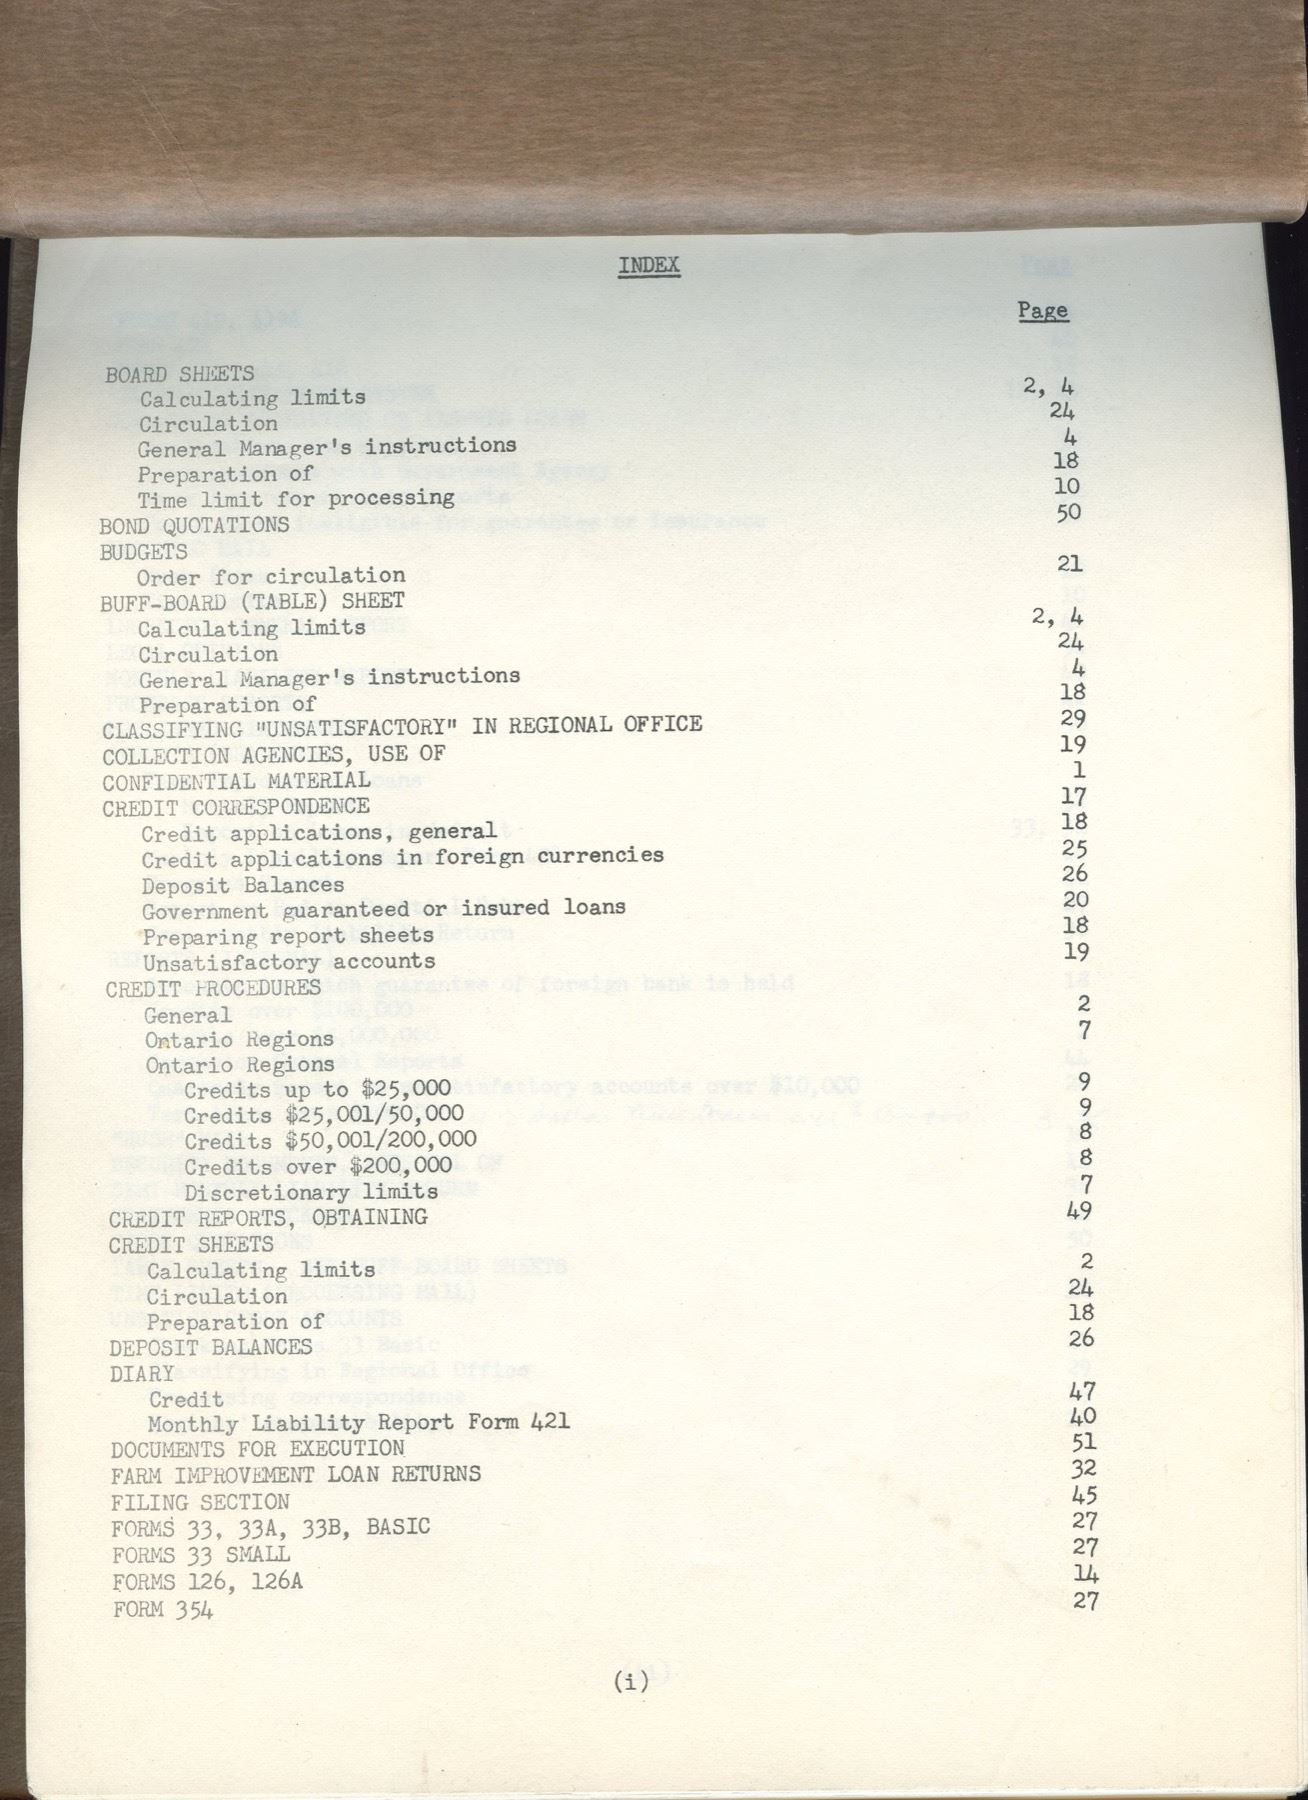 INDEX
Page
BOARD SHEETS
Calculating limits 2, 4
Circulation 24
General Manager's instructions 4
Preparation of 18
Time limit for processing 10
BOND QUOTATIONS 50
BUDGETS
Order for circulation 21
BUFF-BOARD (TABLE) SHEET
Calculating limits 2, 4
Circulation 24
General Manager's instructions 4
Preparation of 18
CLASSIFYING "UNSATISFACTORY" IN REGIONAL OFFICE 29
COLLECTION AGENCIES, USE OF 19
CONFIDENTIAL MATERIAL 1
CREDIT CORRESPONDENCE 17
Credit applications, general 18
Credit applications in foreign currencies 25
Deposit Balances 26
Government guaranteed or insured loans 20
Preparing report sheets 18
Unsatisfactory accounts 19
CREDIT PROCEDURES
General 2
Ontario Regions 7
Ontario Regions
Credits up to $25,000 9
Credits $25,001/50,000 9
Credits $50,001/200,000 8
Credits over $200,000 8
Discretionary limits 7
CREDIT REPORTS, OBTAINING 49
CREDIT SHEETS
Calculating limits 2
Circulation 24
Preparation of 18
DEPOSIT BALANCES 26
DIARY
Credit 47
Monthly Liability Report Form 421 40
DOCUMENTS FOR EXECUTION 51
FARM IMPROVEMENT LOAN RETURNS 32
FILING SECTION 45
FORMS 33, 33A, 33B, BASIC 27
FORMS 33 SMALL 27
FORMS 126, 126A 14
FORM 354 27
(i)